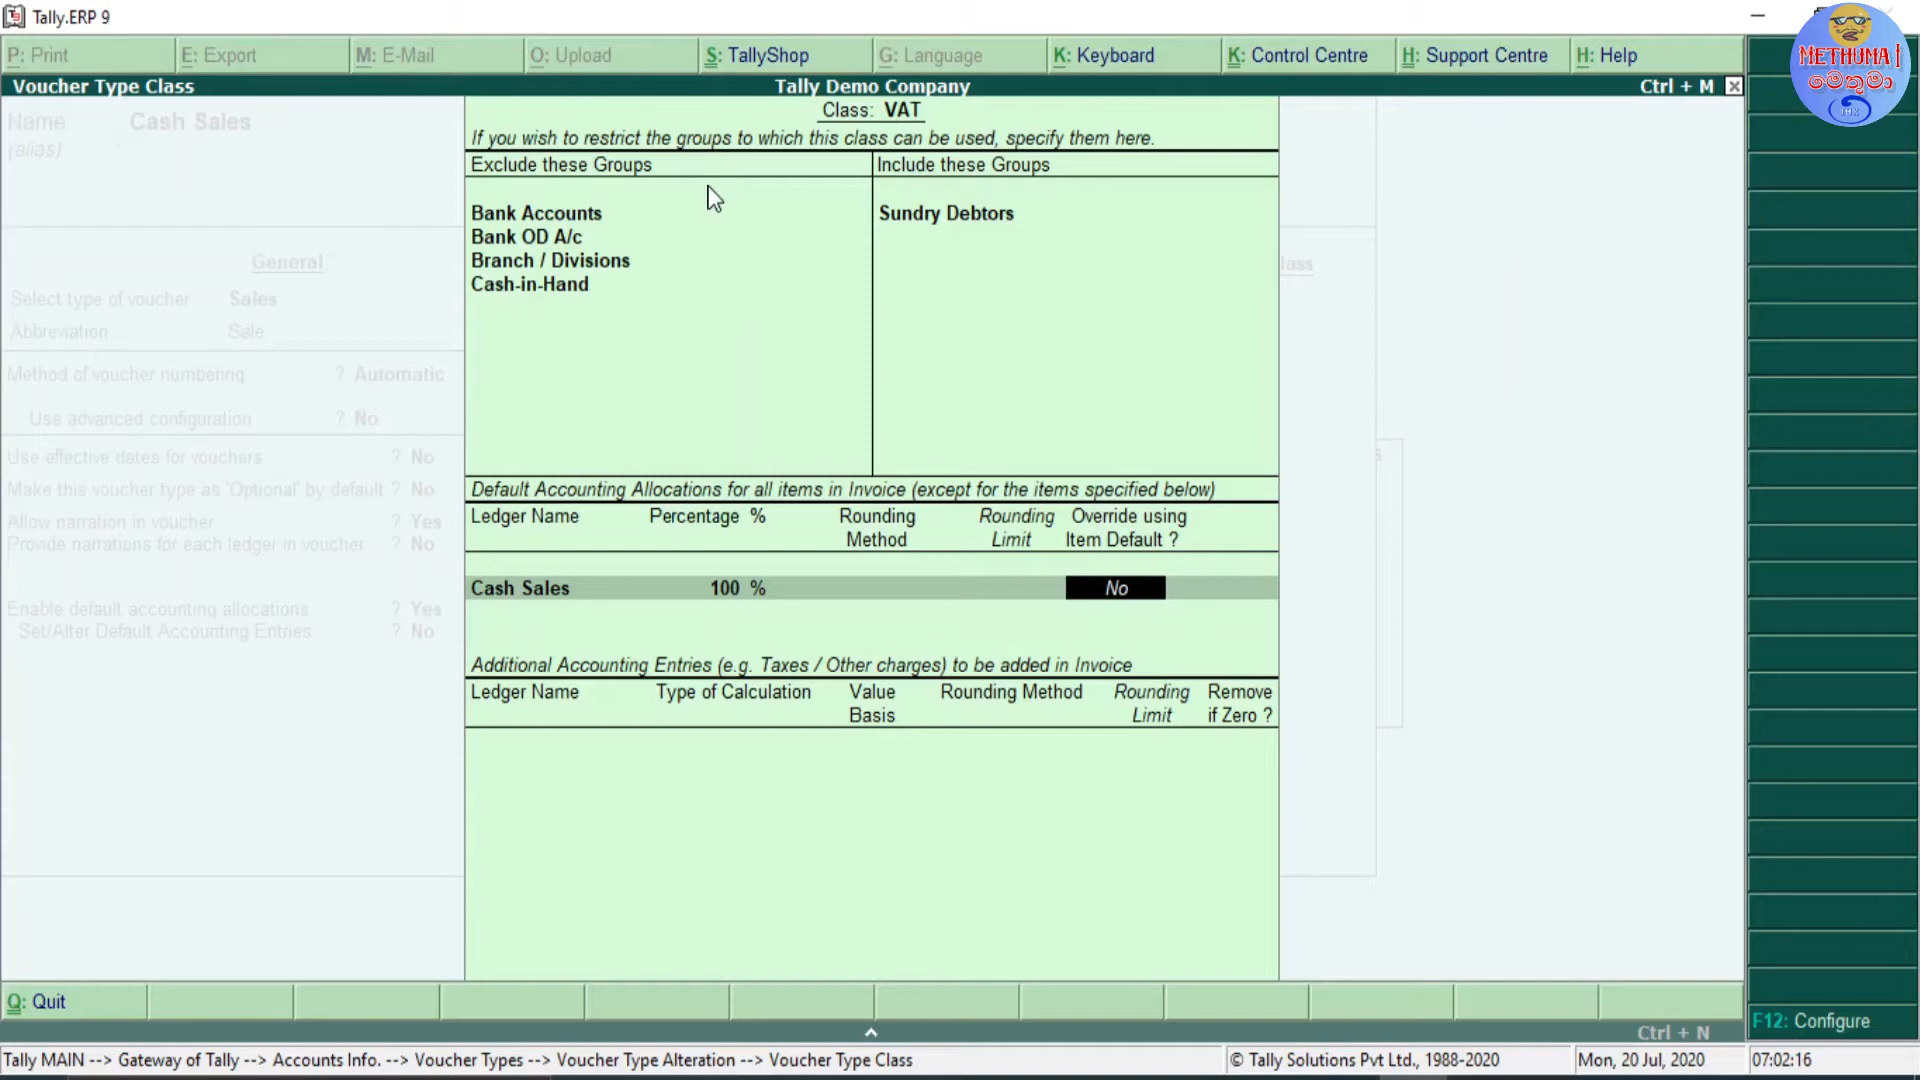 Tally.ERP 9
P: Print E: Export M: E-Mail O: Upload S: TallyShop G: Language K: Keyboard K: Control Centre H: Support Centre H: Help
METHUMA |
මෙතුමා
Voucher Type Class Tally Demo Company Ctrl + M
Name Cash Sales
(alias)
Class: VAT
If you wish to restrict the groups to which this class can be used, specify them here.
Exclude these Groups Include these Groups
Bank Accounts Sundry Debtors
Bank OD A/c
Branch / Divisions
Cash-in-Hand
General
lass
Select type of voucher Sales
Abbreviation Sale
Method of voucher numbering ? Automatic
Use advanced configuration ? No
Use effective dates for vouchers ? No
Make this voucher type as 'Optional' by default ? No
Allow narration in voucher ? Yes
Provide narrations for each ledger in voucher ? No
Enable default accounting allocations ? Yes
Set/Alter Default Accounting Entries ? No
s
Default Accounting Allocations for all items in Invoice (except for the items specified below)
Ledger Name Percentage % Rounding Rounding Override using
Method Limit Item Default ?
Cash Sales 100 % No
Additional Accounting Entries (e.g. Taxes / Other charges) to be added in Invoice
Ledger Name Type of Calculation Value Rounding Method Rounding Remove
Basis Limit if Zero ?
Q: Quit
F12: Configure
Ctrl + N
Tally MAIN --> Gateway of Tally --> Accounts Info. --> Voucher Types --> Voucher Type Alteration --> Voucher Type Class © Tally Solutions Pvt Ltd., 1988-2020 Mon, 20 Jul, 2020 07:02:16